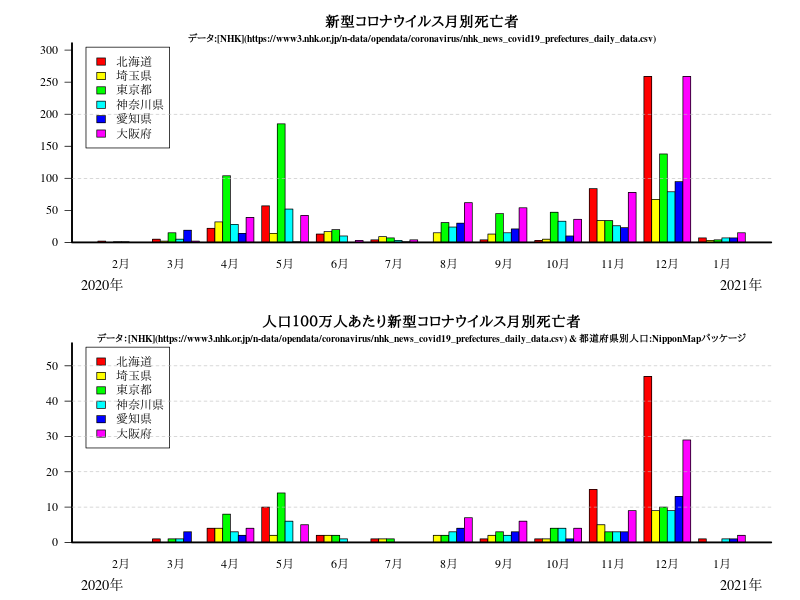 新型コロナウイルス月別死亡者
データ:[NHK](https://www3.nhk.or.jp/n-data/opendata/coronavirus/nhk_news_covid19_prefectures_daily_data.csv)
300
250
200
150
100
50
0
北海道
埼玉県
東京都
神奈川県
愛知県
大阪府
2月 3月 4月 5月 6月 7月 8月 9月 10月 11月 12月 1月
2020年 2021年
人口100万人あたり新型コロナウイルス月別死亡者
データ:[NHK](https://www3.nhk.or.jp/n-data/opendata/coronavirus/nhk_news_covid19_prefectures_daily_data.csv) & 都道府県別人口:NipponMapパッケージ
50
40
30
20
10
0
北海道
埼玉県
東京都
神奈川県
愛知県
大阪府
2月 3月 4月 5月 6月 7月 8月 9月 10月 11月 12月 1月
2020年 2021年